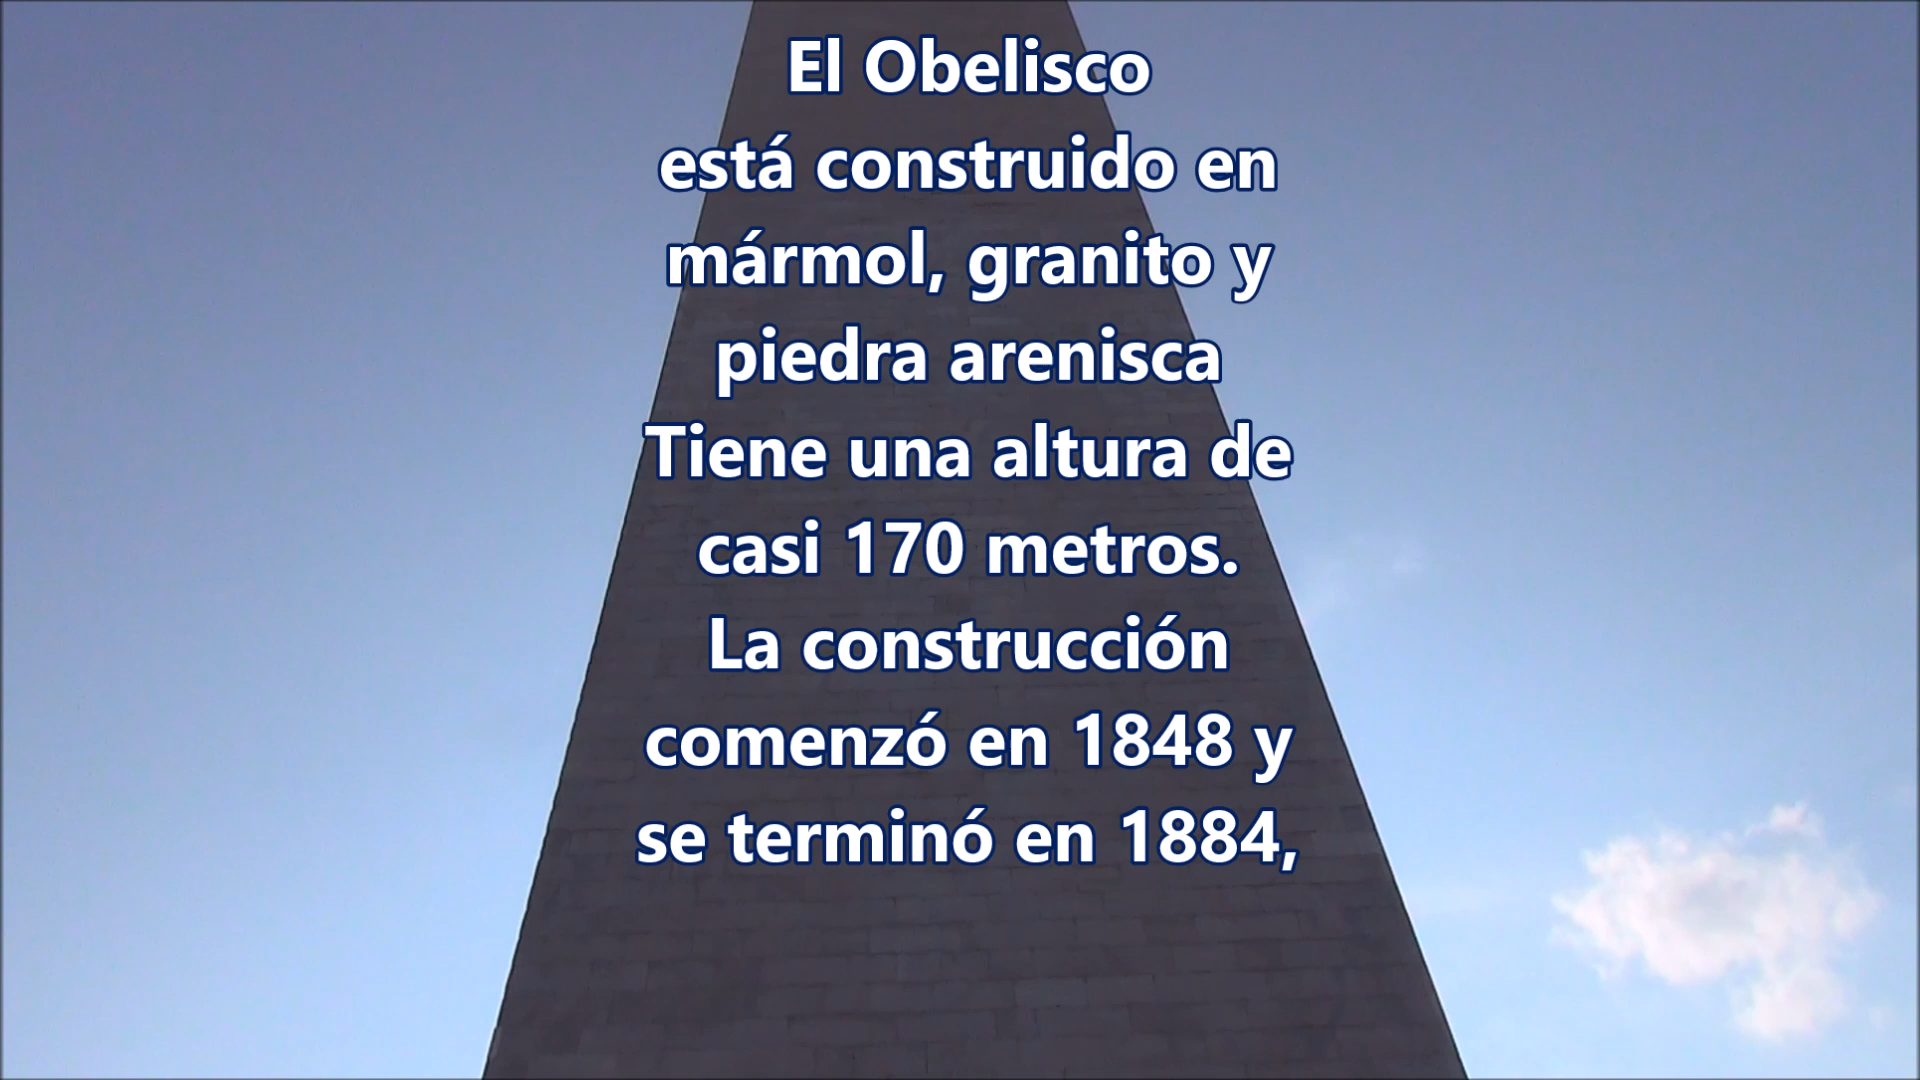 El Obelisco
está construido en
mármol, granito y
piedra arenisca
Tiene una altura de
casi 170 metros.
La construcción
comenzó en 1848 y
se terminó en 1884,